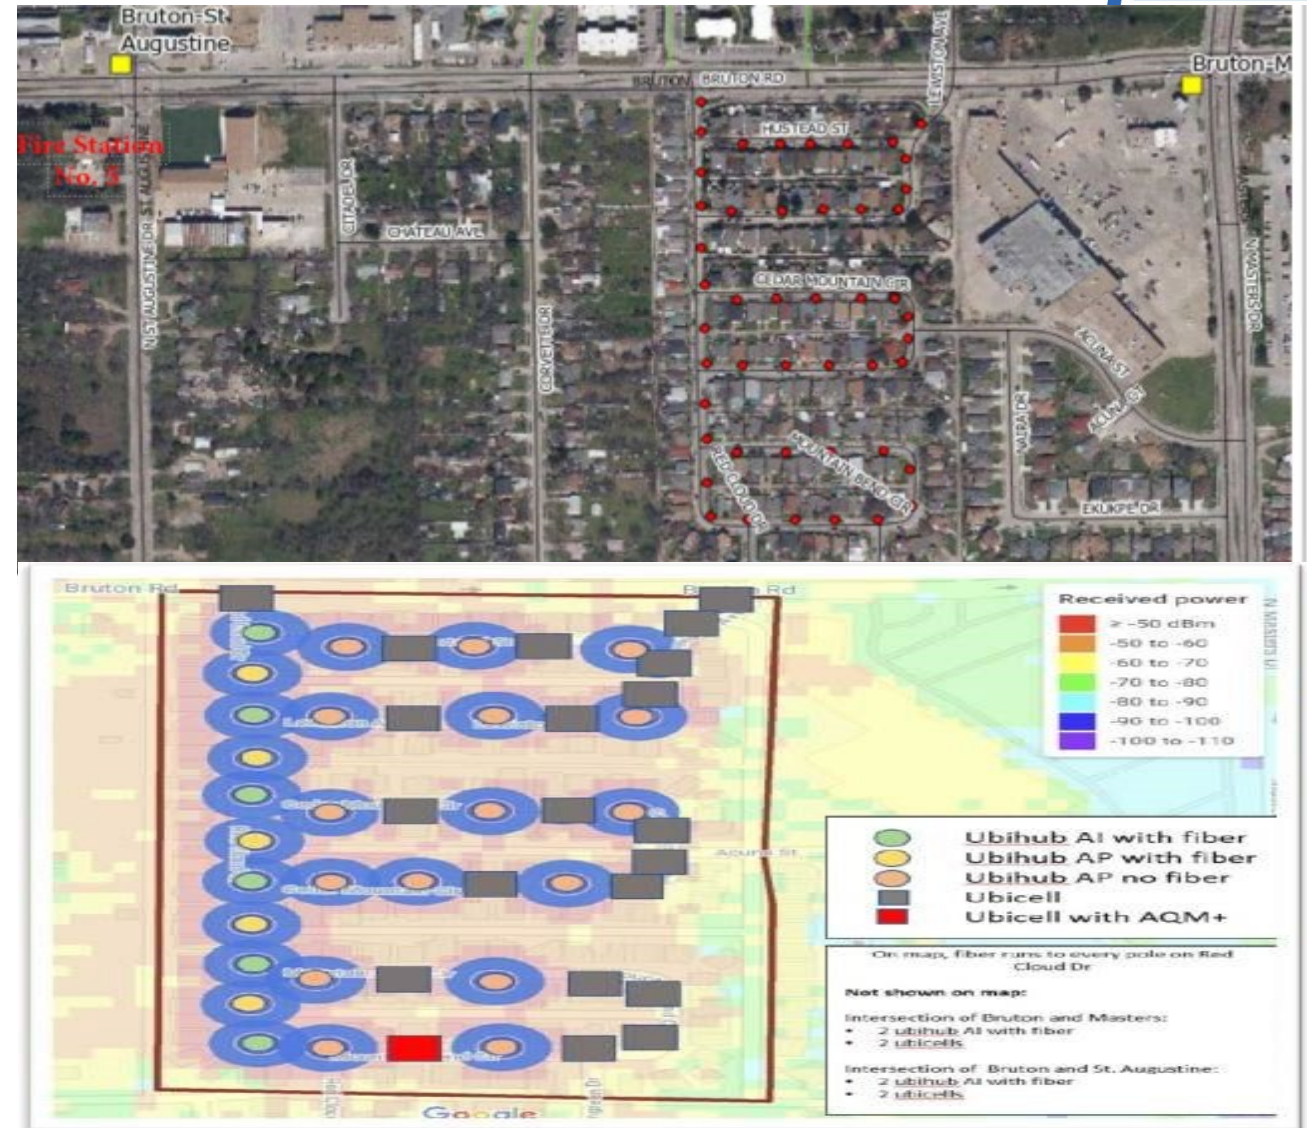 Bruton-St.
Augustine
Bruton-M
BRUTON
BRUTON RD
LEWISTON AVE
HUSTEAD ST
Fire Station
No. 5
CITADEL DR
CHATEAU AVE
N ST AUGUSTINE DR
ST AUGUSTINE
CORVETTE DR
CEDAR MOUNTAIN CIR
N MASTERS DR
ACUNA ST
NAIRA DR
MOUNTAIN BEND CIR
RED CLOUD DR
EKUKPE DR
Bruton Rd
Rd
Received power
≥ -50 dBm
-50 to -60
-60 to -70
-70 to -80
-80 to -90
-90 to -100
-100 to -110
Acuna St
Ubihub AI with fiber
Ubihub AP with fiber
Ubihub AP no fiber
Ubicell
Ubicell with AQM+
On map, fiber runs to every pole on Red
Cloud Dr
Not shown on map:
Intersection of Bruton and Masters:
• 2 ubihub AI with fiber
• 2 ubicells
Intersection of Bruton and St. Augustine:
• 2 ubihub AI with fiber
• 2 ubicells
Google